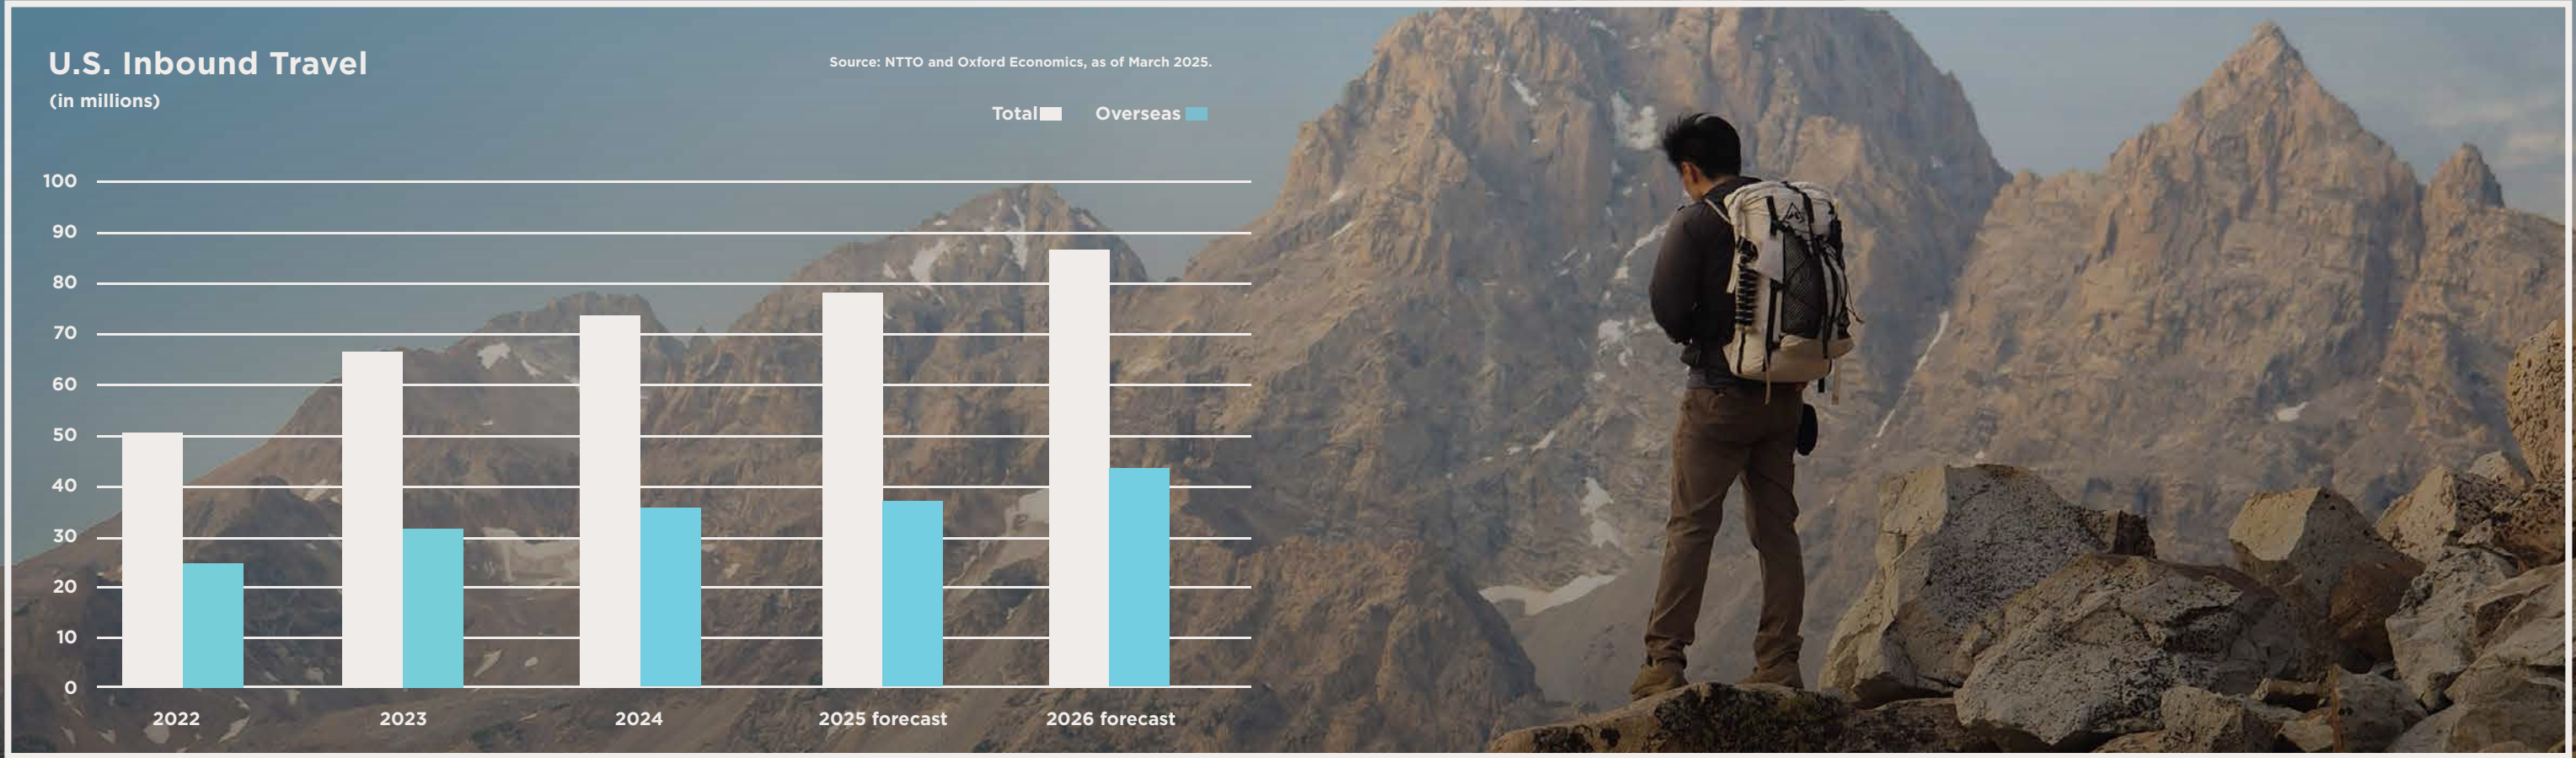 U.S. Inbound Travel
(in millions)
Source: NTTO and Oxford Economics, as of March 2025.
Total Overseas
100
90
80
70
60
50
40
30
20
10
0
2022 2023 2024 2025 forecast 2026 forecast